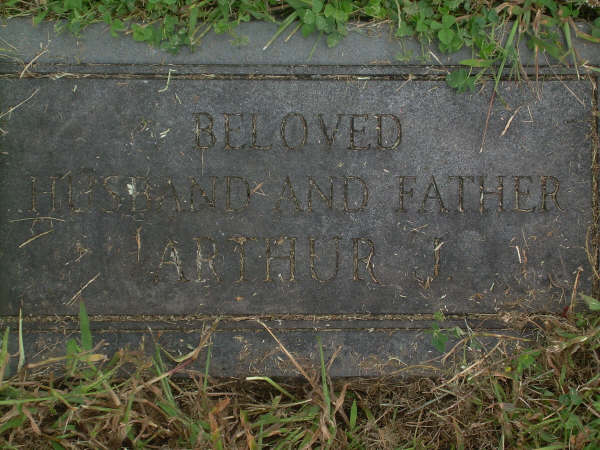 BELOVED
HUSBAND AND FATHER
ARTHUR J.